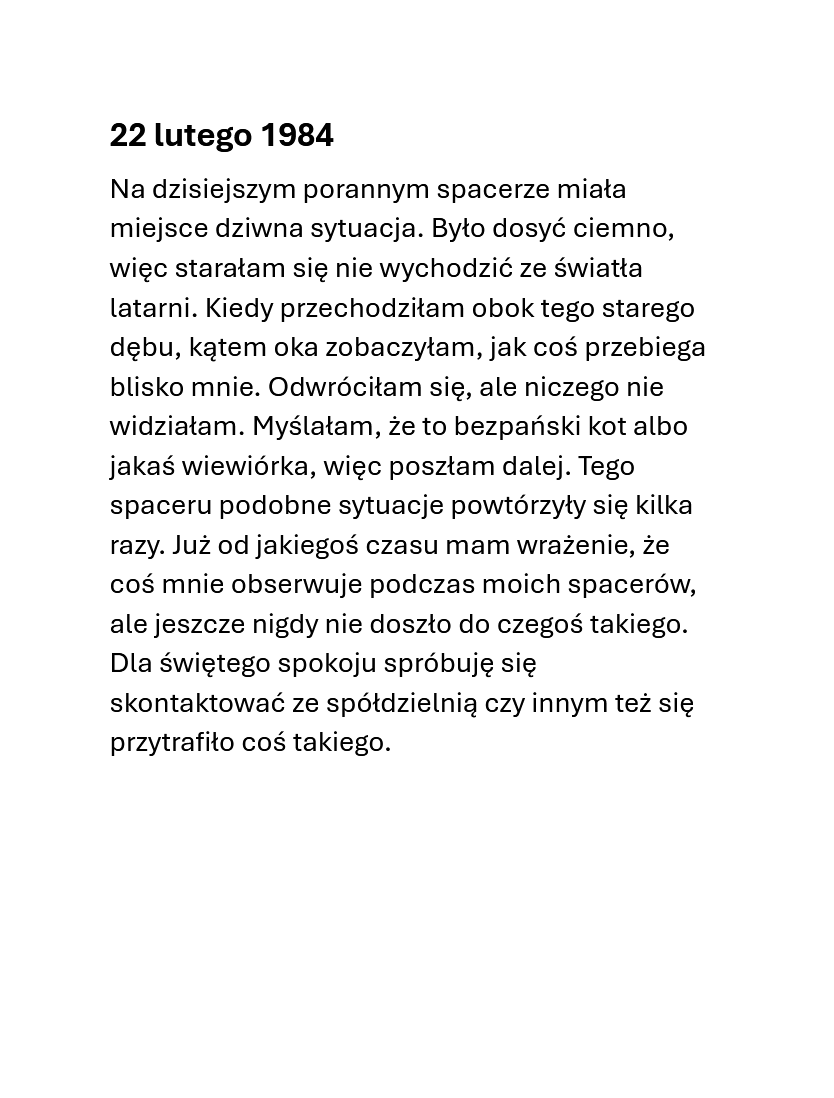 22 lutego 1984
Na dzisiejszym porannym spacerze miała
miejsce dziwna sytuacja. Było dosyć ciemno,
więc starałam się nie wychodzić ze światła
latarni. Kiedy przechodziłam obok tego starego
dębu, kątem oka zobaczyłam, jak coś przebiega
blisko mnie. Odwróciłam się, ale niczego nie
widziałam. Myślałam, że to bezpański kot albo
jakaś wiewiórka, więc poszłam dalej. Tego
spaceru podobne sytuacje powtórzyły się kilka
razy. Już od jakiegoś czasu mam wrażenie, że
coś mnie obserwuje podczas moich spacerów,
ale jeszcze nigdy nie doszło do czegoś takiego.
Dla świętego spokoju spróbuję się
skontaktować ze spółdzielnią czy innym też się
przytrafiło coś takiego.